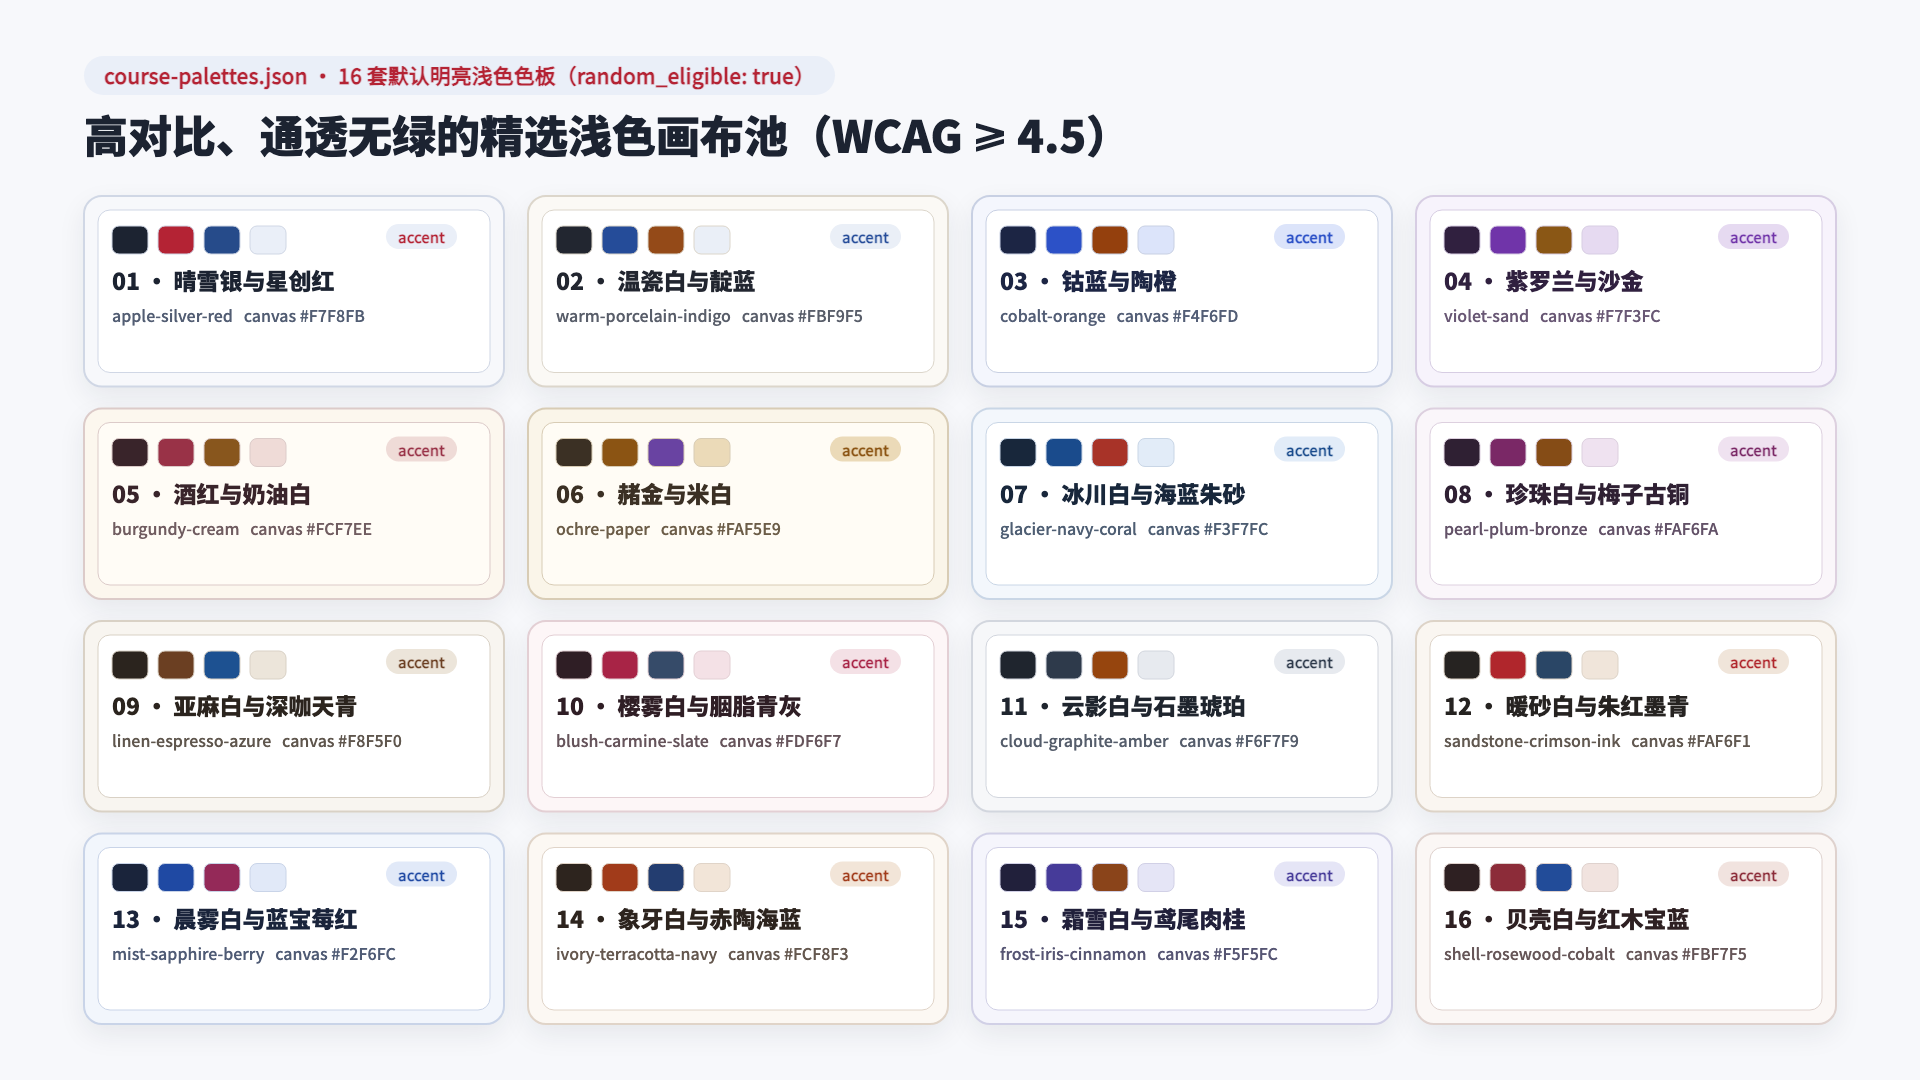 course-palettes.json • 16 套默认明亮浅色色板（random_eligible: true）
高对比、通透无绿的精选浅色画布池（WCAG ≥ 4.5）
accent
01 • 晴雪银与星创红
apple-silver-red canvas #F7F8FB
accent
02 • 温瓷白与靛蓝
warm-porcelain-indigo canvas #FBF9F5
accent
03 • 钴蓝与陶橙
cobalt-orange canvas #F4F6FD
accent
04 • 紫罗兰与沙金
violet-sand canvas #F7F3FC
accent
05 • 酒红与奶油白
burgundy-cream canvas #FCF7EE
accent
06 • 赭金与米白
ochre-paper canvas #FAF5E9
accent
07 • 冰川白与海蓝朱砂
glacier-navy-coral canvas #F3F7FC
accent
08 • 珍珠白与梅子古铜
pearl-plum-bronze canvas #FAF6FA
accent
09 • 亚麻白与深咖天青
linen-espresso-azure canvas #F8F5F0
accent
10 • 樱雾白与胭脂青灰
blush-carmine-slate canvas #FDF6F7
accent
11 • 云影白与石墨琥珀
cloud-graphite-amber canvas #F6F7F9
accent
12 • 暖砂白与朱红墨青
sandstone-crimson-ink canvas #FAF6F1
accent
13 • 晨雾白与蓝宝莓红
mist-sapphire-berry canvas #F2F6FC
accent
14 • 象牙白与赤陶海蓝
ivory-terracotta-navy canvas #FCF8F3
accent
15 • 霜雪白与鸢尾肉桂
frost-iris-cinnamon canvas #F5F5FC
accent
16 • 贝壳白与红木宝蓝
shell-rosewood-cobalt canvas #FBF7F5